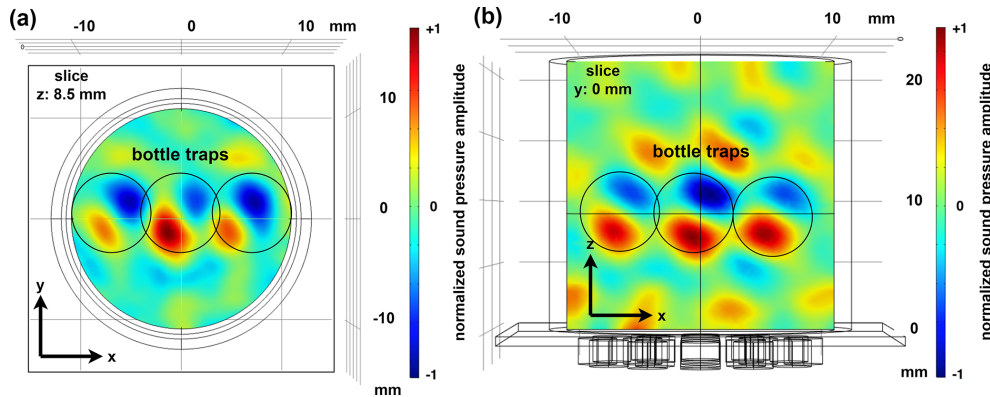 (a)
-10
0
mm
0
slice
z: 8.5 mm
bottle traps
y
x
10
0
-10
mm
+1
0
-1
normalized sound pressure amplitude
(b)
-10
0
10
mm
0
slice
y: 0 mm
bottle traps
z
x
20
10
0
mm
+1
0
-1
normalized sound pressure amplitude